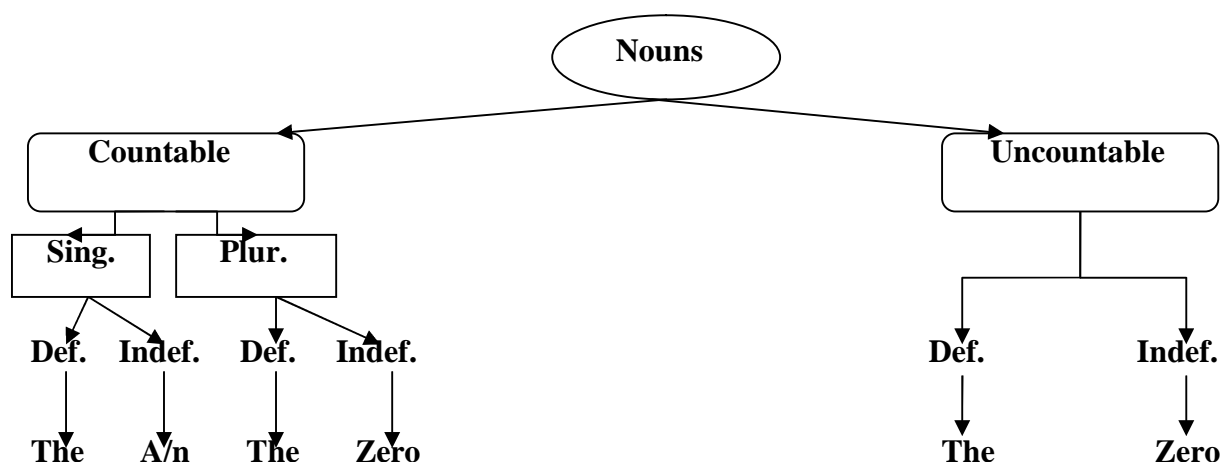 Nouns
Countable Uncountable
Sing. Plur.
Def. Indef. Def. Indef. Def. Indef.
The A/n The Zero The Zero